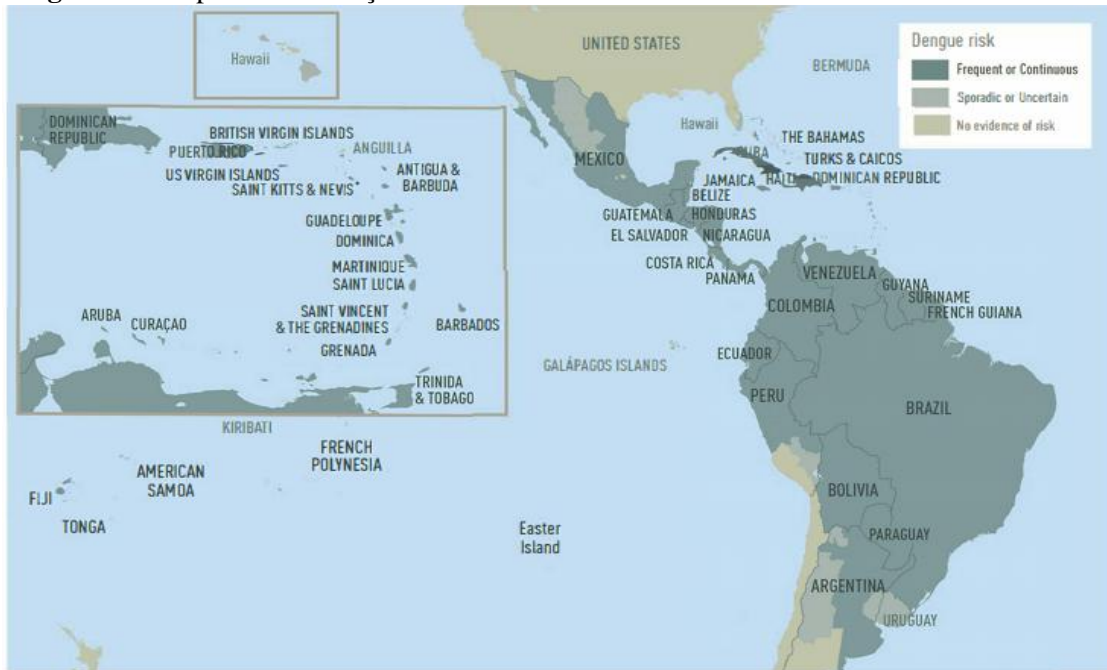 Hawaii
UNITED STATES
BERMUDA
Dengue risk
Frequent or Continuous
Sporadic or Uncertain
No evidence of risk
DOMINICAN
REPUBLIC
BRITISH VIRGIN ISLANDS
PUERTO RICO
ANGUILLA
US VIRGIN ISLANDS
SAINT KITTS & NEVIS
ANTIGUA &
BARBUDA
GUADELOUPE
DOMINICA
MARTINIQUE
SAINT LUCIA
SAINT VINCENT
& THE GRENADINES
BARBADOS
GRENADA
ARUBA
CURAÇAO
TRINIDA
& TOBAGO
Hawaii
THE BAHAMAS
CUBA
TURKS & CAICOS
MEXICO
JAMAICA
HAITI
DOMINICAN REPUBLIC
BELIZE
GUATEMALA
HONDURAS
EL SALVADOR
NICARAGUA
COSTA RICA
PANAMA
VENEZUELA
GUYANA
SURINAME
FRENCH GUIANA
COLOMBIA
GALÁPAGOS ISLANDS
ECUADOR
PERU
BRAZIL
KIRIBATI
FRENCH
POLYNESIA
AMERICAN
SAMOA
FIJI
TONGA
Easter
Island
BOLIVIA
PARAGUAY
ARGENTINA
URUGUAY